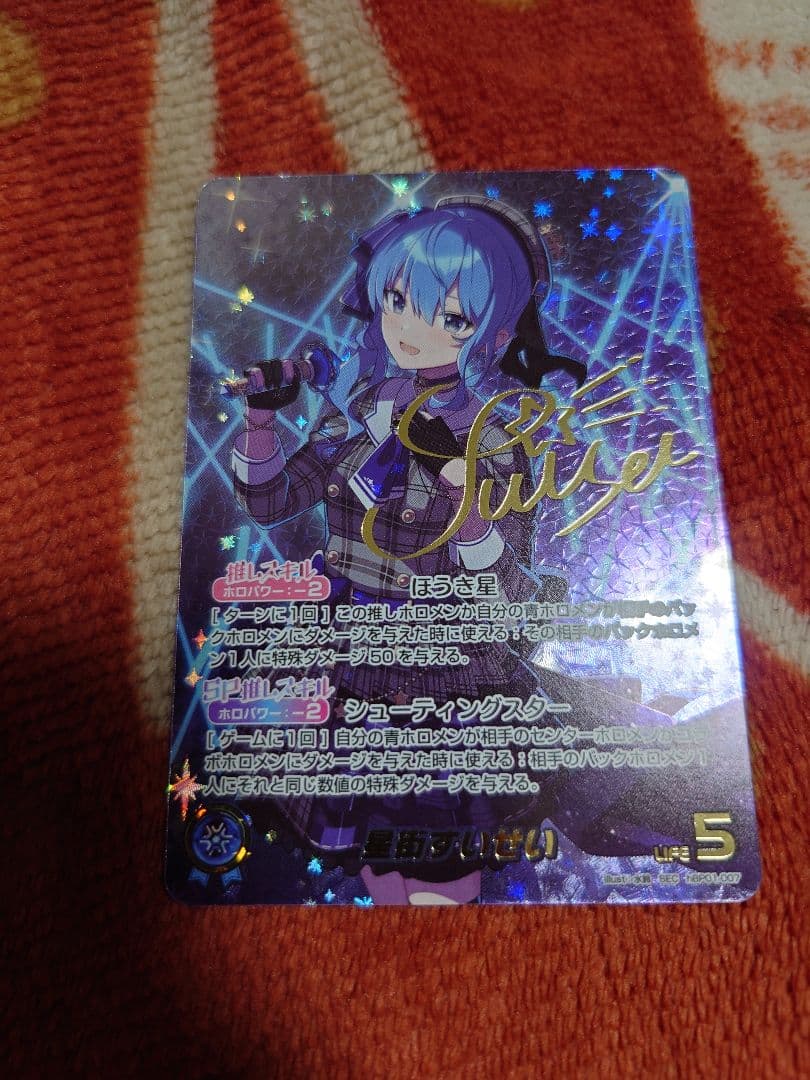 Suisei
推しスキル
ホロパワー：－2
ほうき星
[ ターンに1回 ] この推しホロメンか自分の青ホロメンが相手のバッ
クホロメンにダメージを与えた時に使える：その相手のバックホロメ
ン1人に特殊ダメージ50を与える。
SP推しスキル
ホロパワー：－2
シューティングスター
[ ゲームに1回 ] 自分の青ホロメンが相手のセンターホロメンかコラ
ボホロメンにダメージを与えた時に使える：相手のバックホロメン1
人にそれと同じ数値の特殊ダメージを与える。
星街すいせい
LIFE 5
illust: SEC hBP01-007